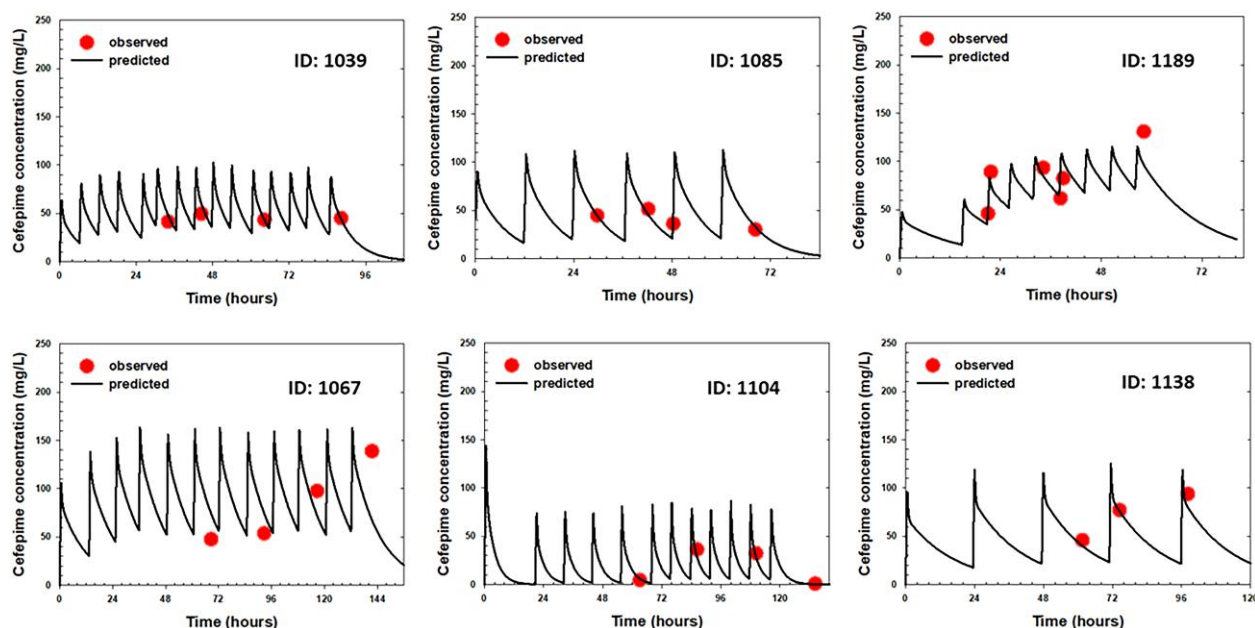 250
observed
predicted
ID: 1039
200
150
100
50
0
0 24 48 72 96
Cefepime concentration (mg/L)
Time (hours)
250
observed
predicted
ID: 1085
200
150
100
50
0
0 24 48 72
Cefepime concentration (mg/L)
Time (hours)
250
observed
predicted
ID: 1189
200
150
100
50
0
0 24 48 72
Cefepime concentration (mg/L)
Time (hours)
250
observed
predicted
ID: 1067
200
150
100
50
0
0 24 48 72 96 120 144
Cefepime concentration (mg/L)
Time (hours)
250
observed
predicted
ID: 1104
200
150
100
50
0
0 24 48 72 96 120
Cefepime concentration (mg/L)
Time (hours)
250
observed
predicted
ID: 1138
200
150
100
50
0
0 24 48 72 96 120
Cefepime concentration (mg/L)
Time (hours)